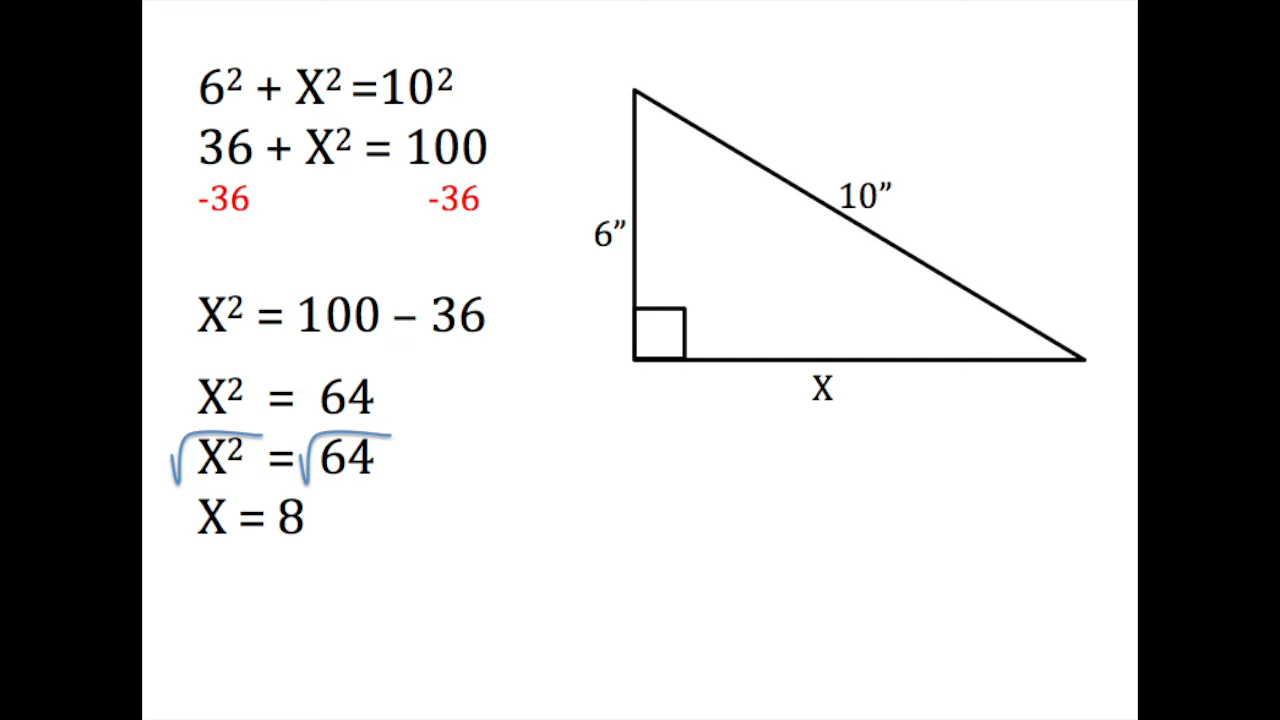 6² + X² =10²
36 + X² = 100
-36 -36
X² = 100 – 36
X² = 64
√X² = √64
X = 8
10”
6”
X